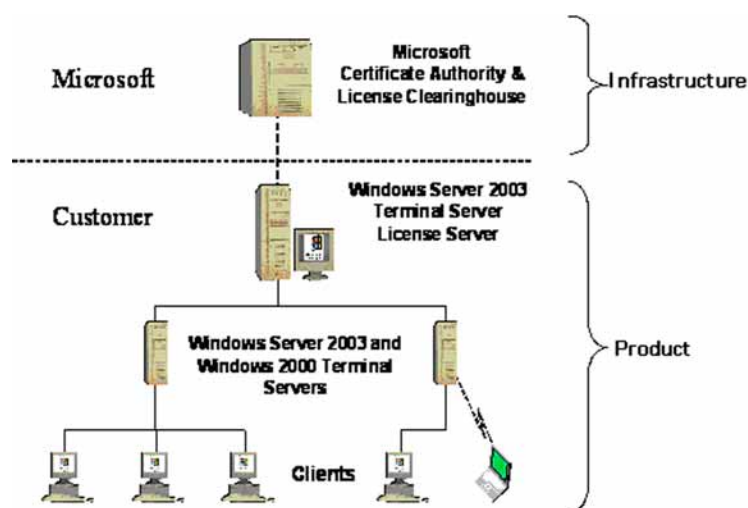 Microsoft
Microsoft
Certificate Authority &
License Clearinghouse
Infrastructure
Customer
Windows Server 2003
Terminal Server
License Server
Windows Server 2003 and
Windows 2000 Terminal
Servers
Product
Clients